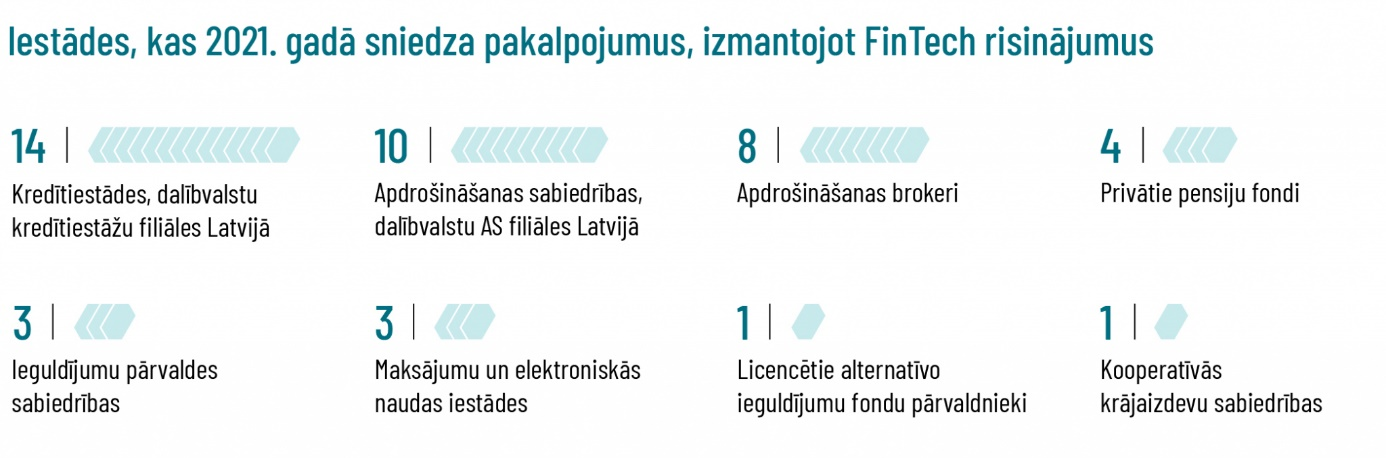 Iestādes, kas 2021. gadā sniedza pakalpojumus, izmantojot FinTech risinājumus
14
Kredītiestādes, dalībvalstu
kredītiestāžu filiāles Latvijā
10
Apdrošināšanas sabiedrības,
dalībvalstu AS filiāles Latvijā
8
Apdrošināšanas brokeri
4
Privātie pensiju fondi
3
Ieguldījumu pārvaldes
sabiedrības
3
Maksājumu un elektroniskās
naudas iestādes
1
Licencētie alternatīvo
ieguldījumu fondu pārvaldnieki
1
Kooperatīvās
krājaizdevu sabiedrības